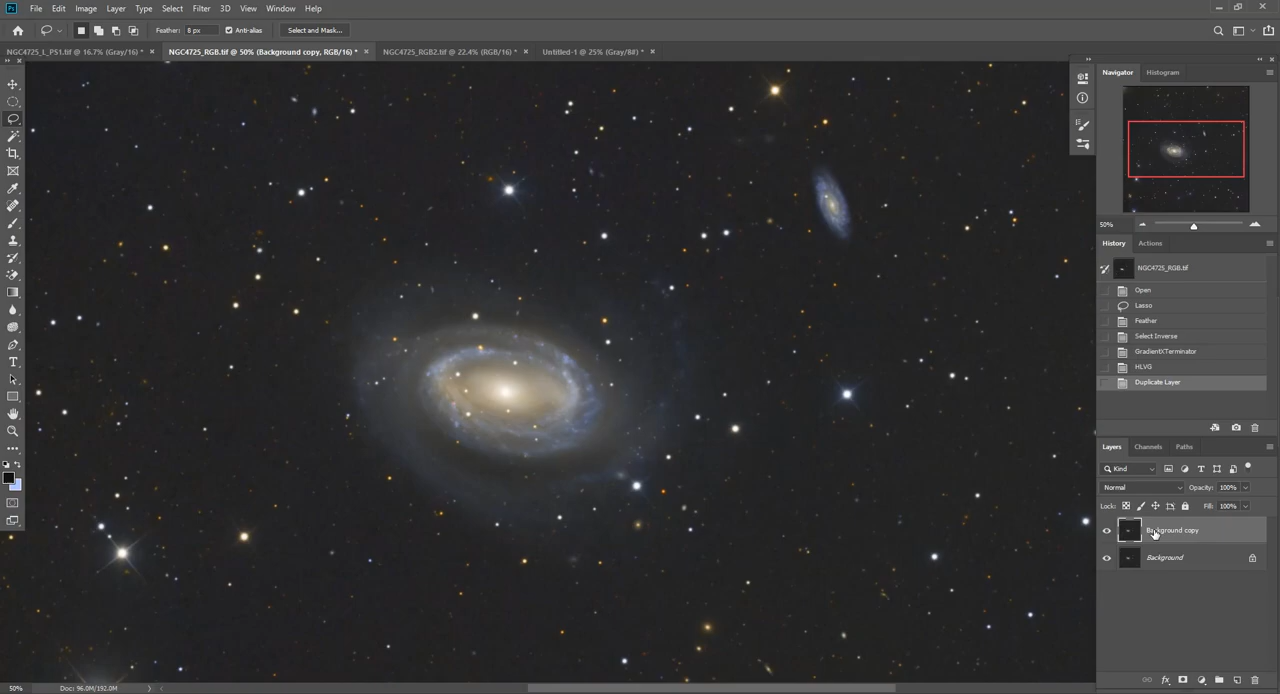 Ps File Edit Image Layer Type Select Filter 3D View Window Help
Feather: 8 px Anti-alias Select and Mask...
NGC4725_L_PS1.tif @ 16.7% (Gray/16) * × NGC4725_RGB.tif @ 50% (Background copy, RGB/16) * × NGC4725_RGB2.tif @ 22.4% (RGB/16) * × Untitled-1 @ 25% (Gray/8#) * ×
Navigator Histogram
50%
History Actions
NGC4725_RGB.tif
Open
Lasso
Feather
Select Inverse
GradientXTerminator
HLVG
Duplicate Layer
Layers Channels Paths
Kind
Normal Opacity: 100%
Lock: Fill: 100%
Background copy
Background
50% Doc: 96.0M/192.0M